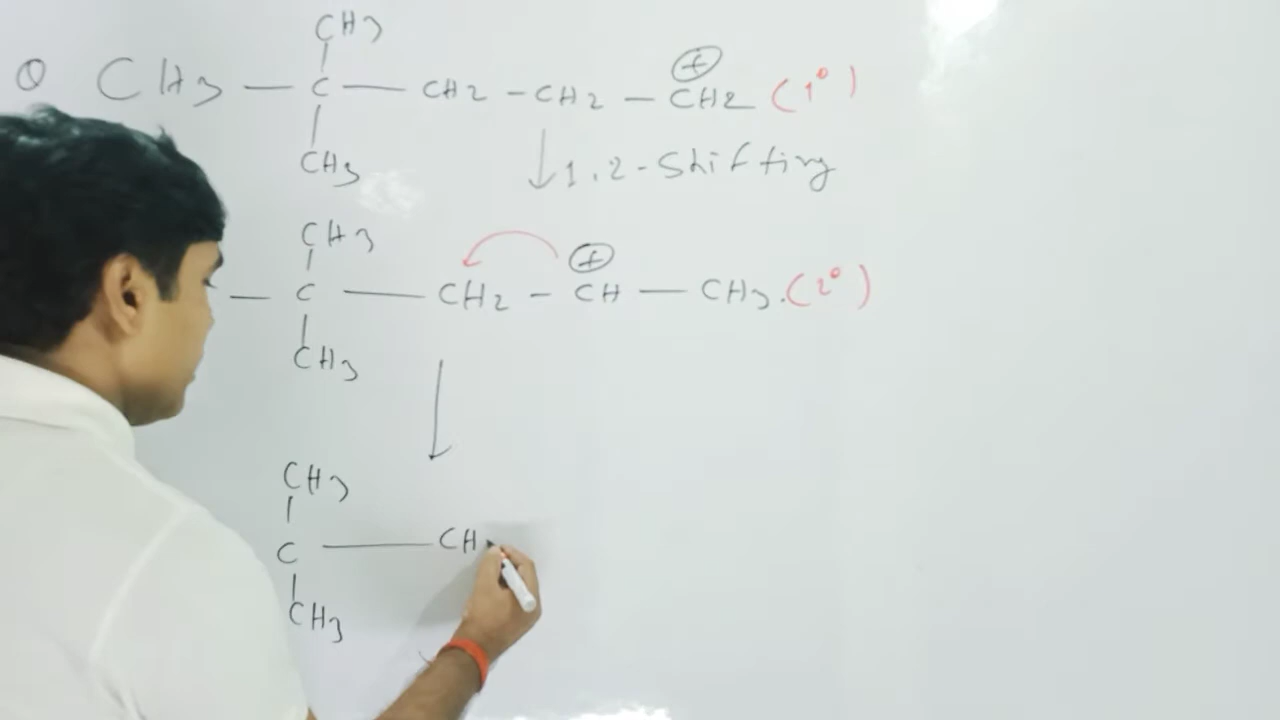 CH3
Q CH3 — C — CH2 – CH2 — CH2 (1°)
⊕
CH3
↓ 1,2-Shifting
CH3
— C — CH2 – CH — CH3. (2°)
⊕
CH3
CH3
C — CH
CH3